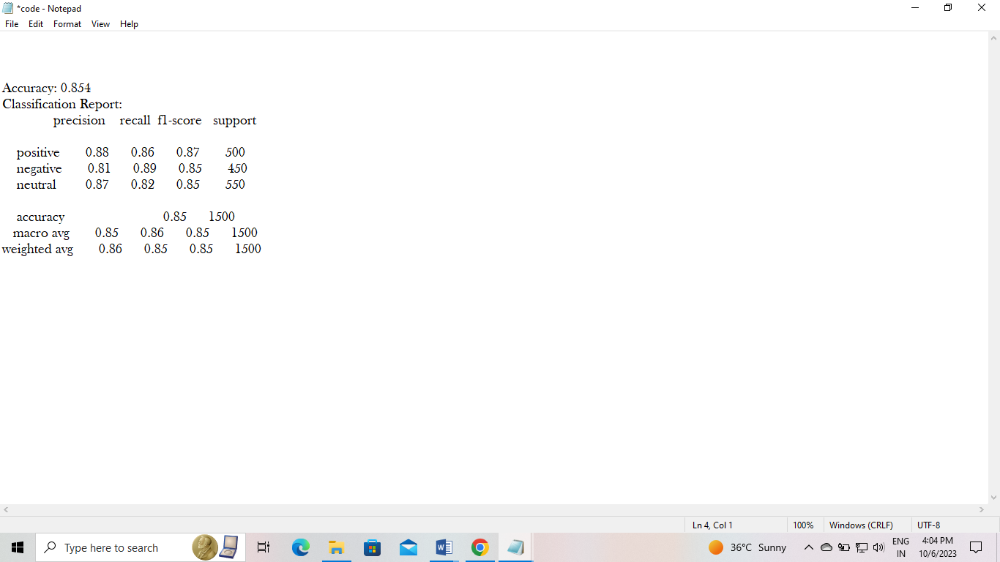 *code - Notepad
File Edit Format View Help
Accuracy: 0.854
Classification Report:
precision recall f1-score support
positive 0.88 0.86 0.87 500
negative 0.81 0.89 0.85 450
neutral 0.87 0.82 0.85 550
accuracy 0.85 1500
macro avg 0.85 0.86 0.85 1500
weighted avg 0.86 0.85 0.85 1500
Ln 4, Col 1 100% Windows (CRLF) UTF-8
Type here to search 36°C Sunny ENG 4:04 PM
IN 10/6/2023